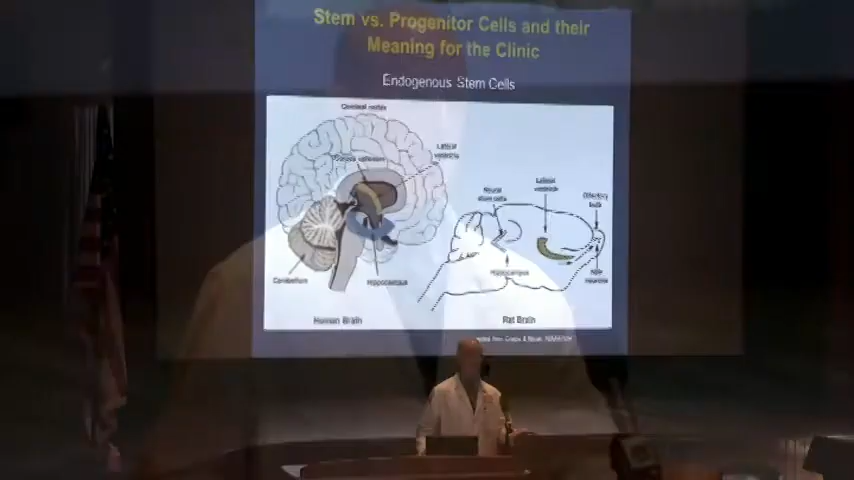 Stem vs. Progenitor Cells and their
Meaning for the Clinic
Endogenous Stem Cells
Cerebral cortex
Lateral
ventricle
Corpus callosum
Neural
stem cells
Lateral
ventricle
Olfactory
bulb
Hippocampus
Cerebellum
Hippocampus
neurons
Human Brain
Rat Brain